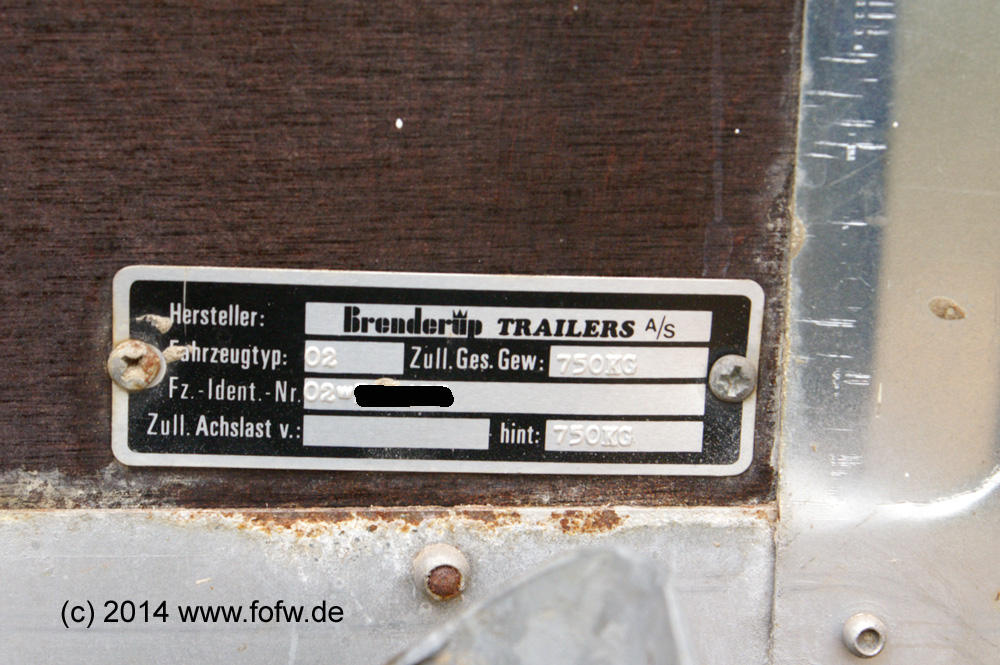 Hersteller: Brenderup TRAILERS A/S
Fahrzeugtyp: 02 Zull. Ges. Gew: 750KG
Fz.-Ident.-Nr. 02W
Zull. Achslast v.: hint: 750KG
(c) 2014 www.fofw.de